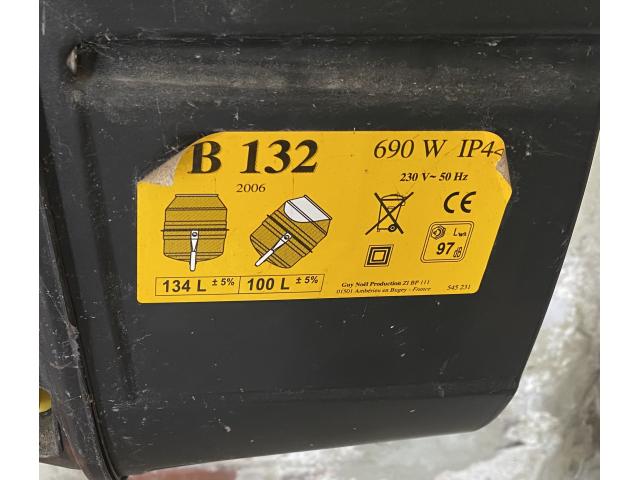 B 132
690 W IP4
2006
230 V~ 50 Hz
CE
LWA
97 dB
134 L ± 5%
100 L ± 5%
Guy Noël Production ZI BP 111
01501 Ambérieu en Bugey - France
545 231